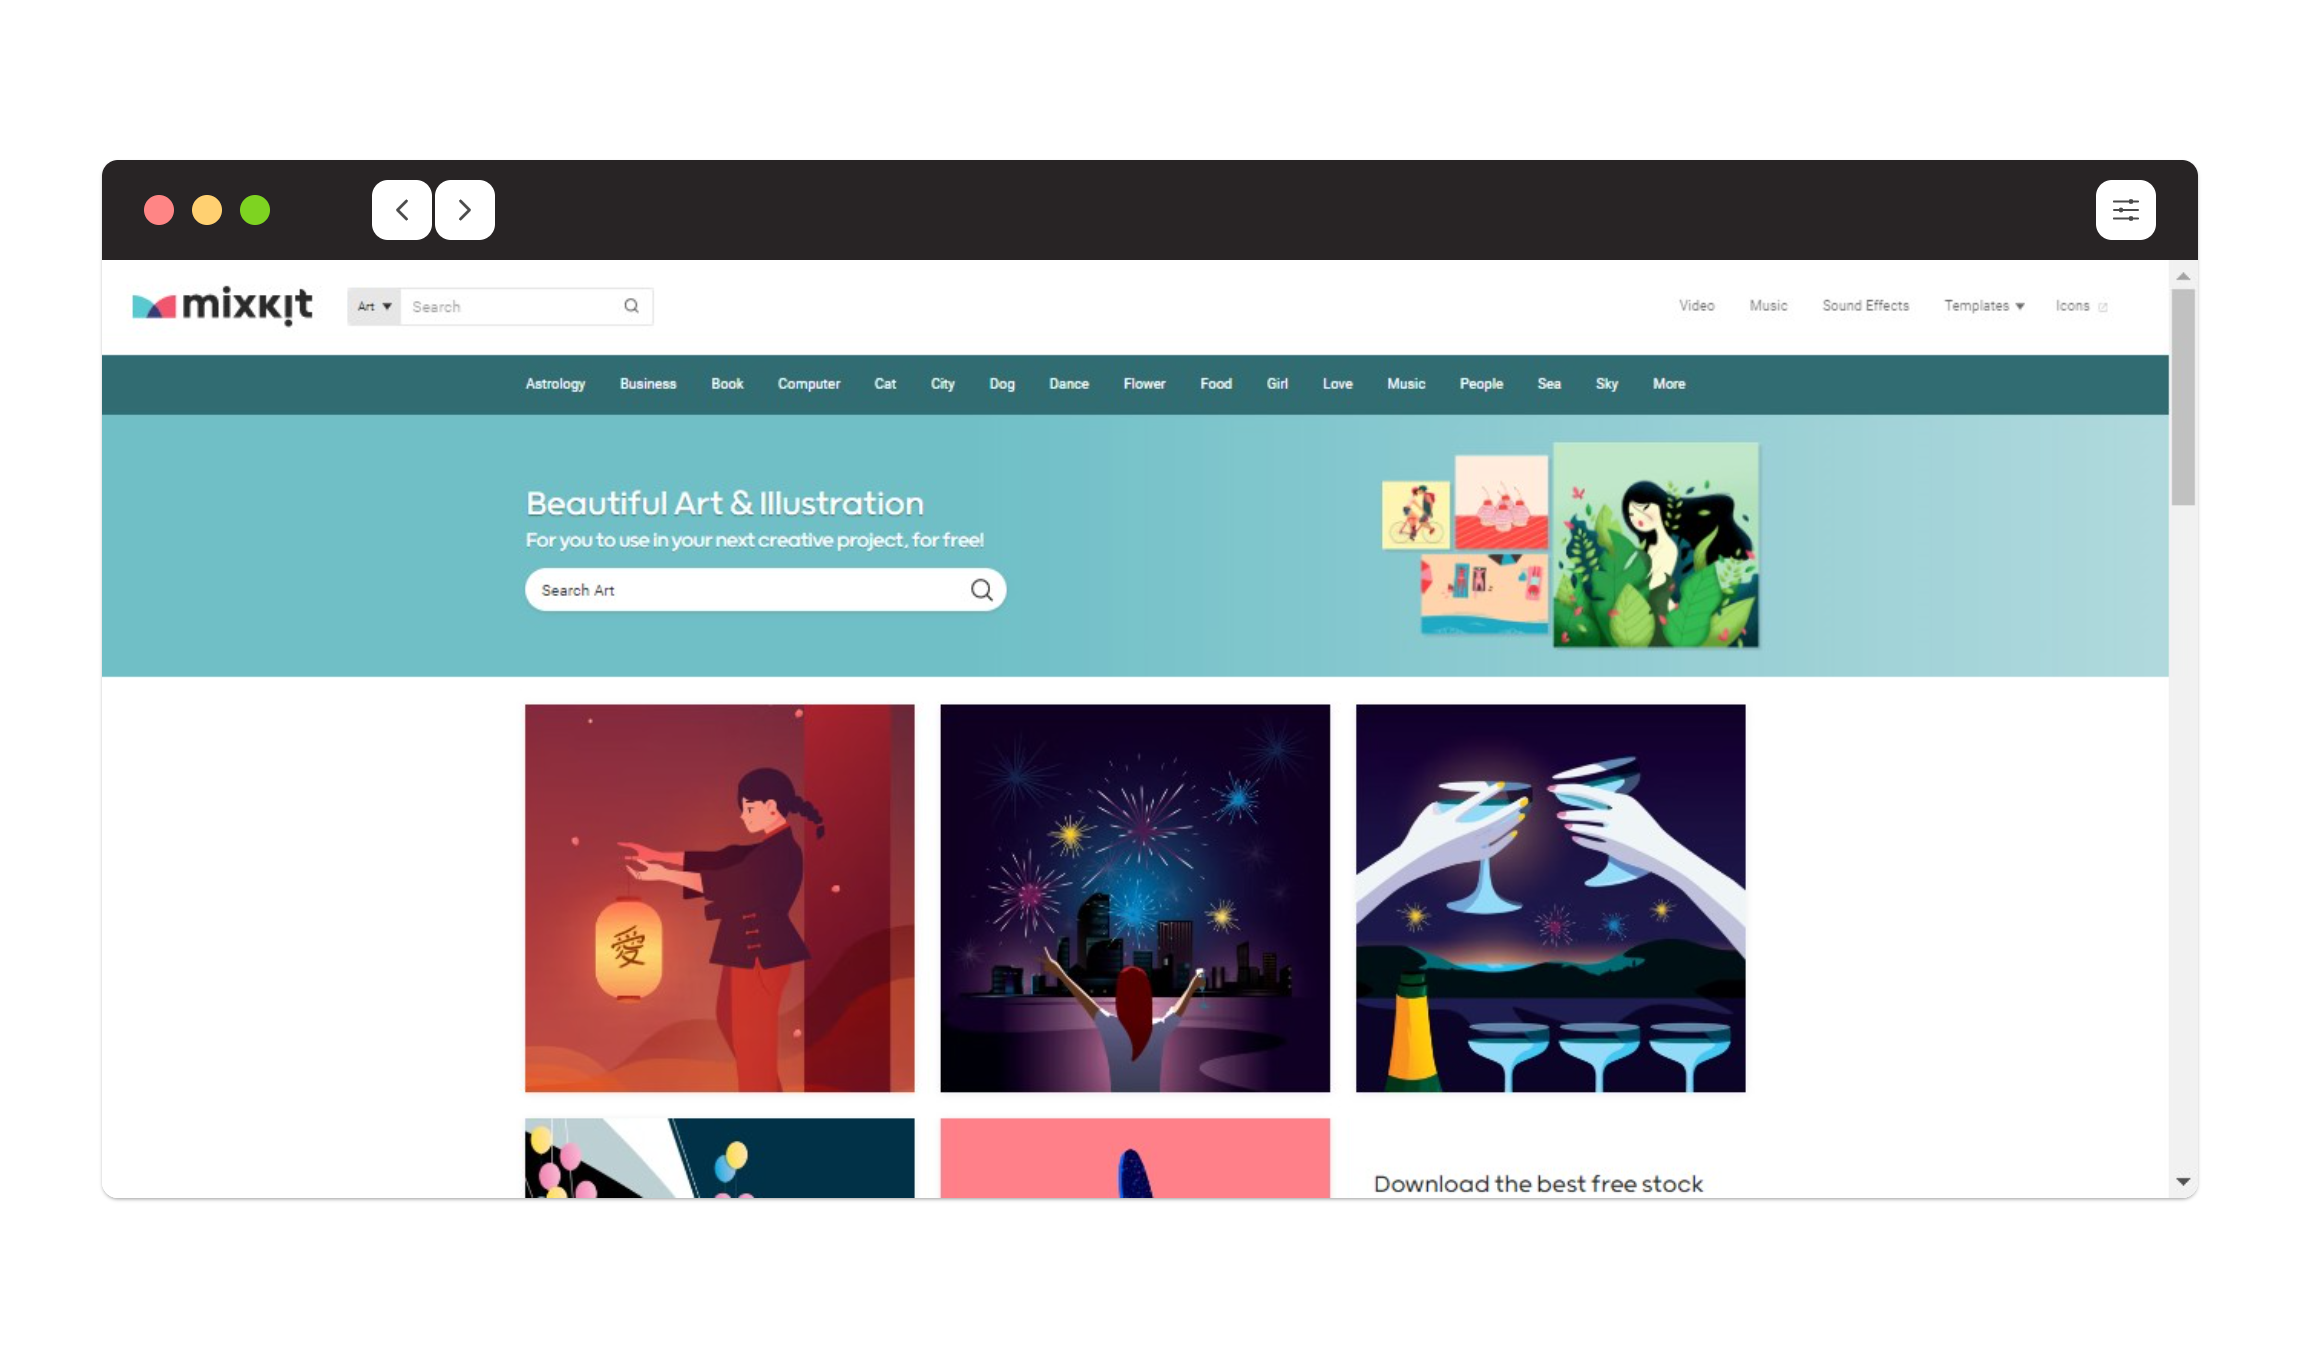 mixkit
Art Search
Video Music Sound Effects Templates Icons
Astrology Business Book Computer Cat City Dog Dance Flower Food Girl Love Music People Sea Sky More
Beautiful Art & Illustration
For you to use in your next creative project, for free!
Search Art
愛
Download the best free stock